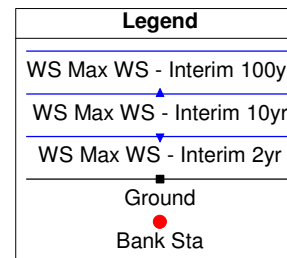 Legend
WS Max WS - Interim 100y
WS Max WS - Interim 10yr
WS Max WS - Interim 2yr
Ground
Bank Sta